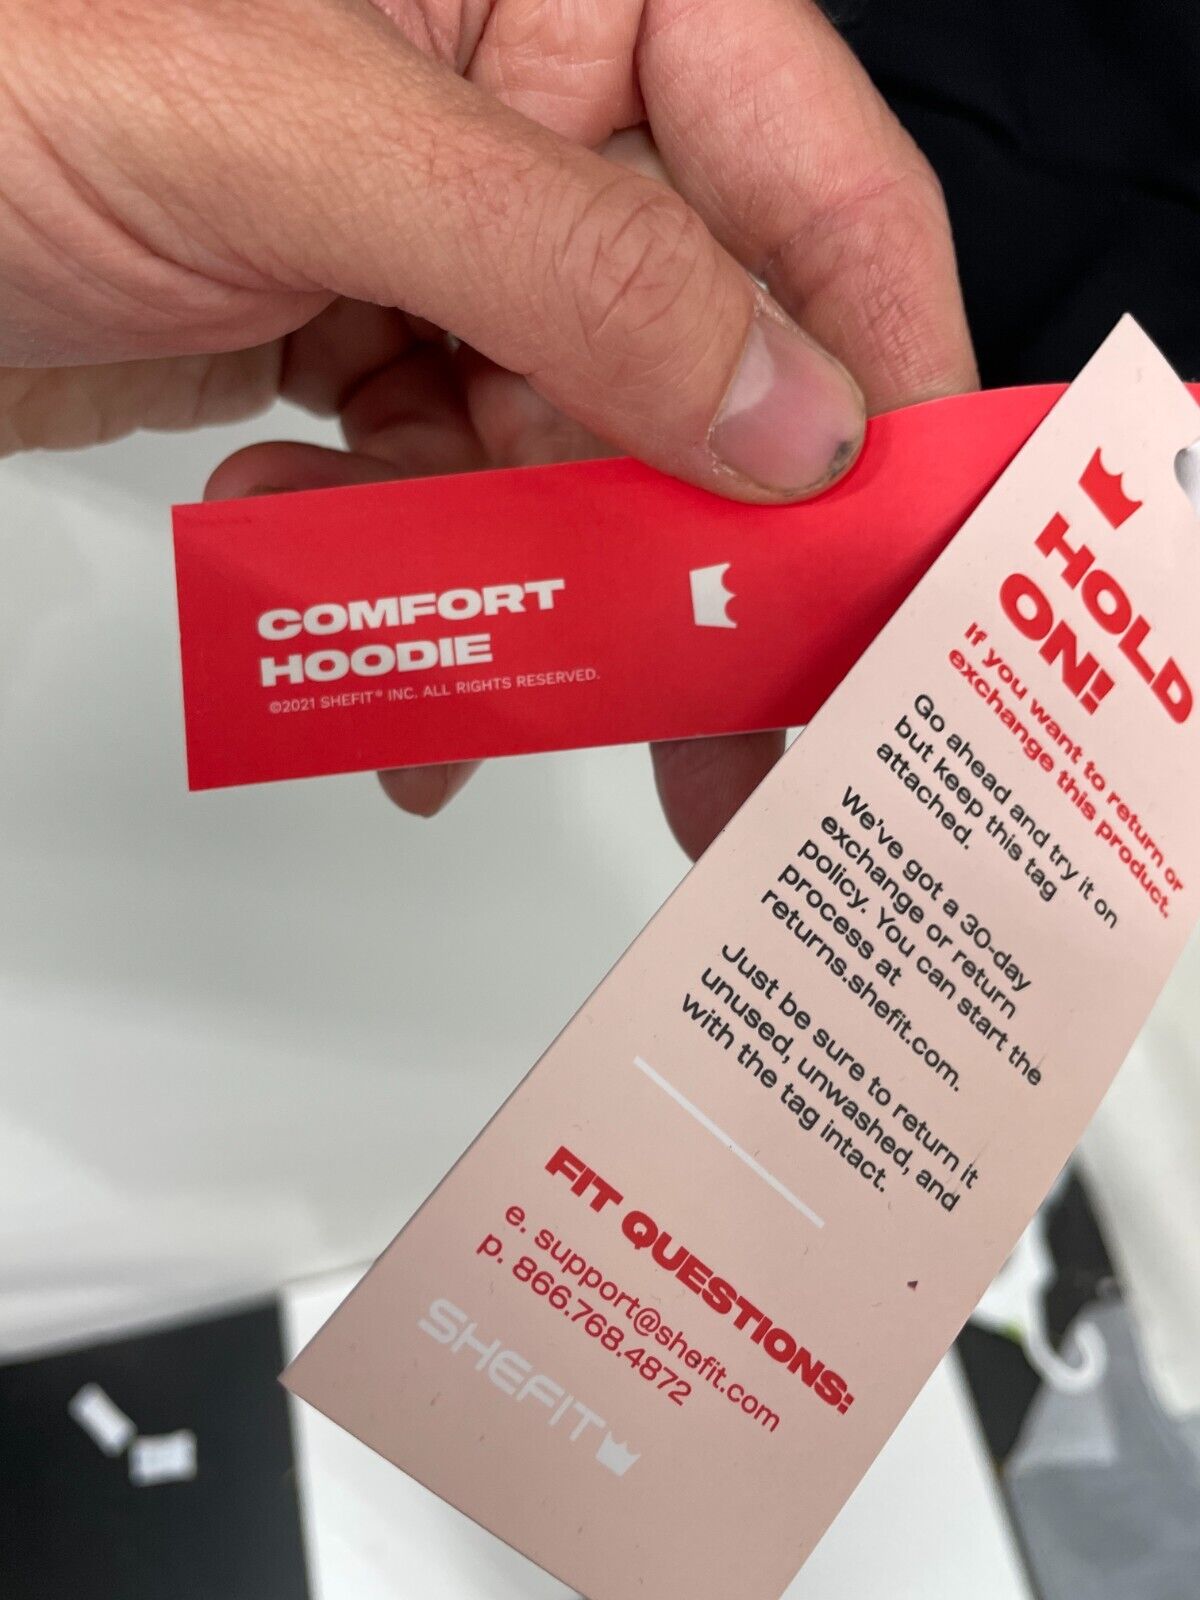 COMFORT
HOODIE
©2021 SHEFIT® INC. ALL RIGHTS RESERVED.
HOLD
ON!
If you want to return or
exchange this product.
Go ahead and try it on
but keep this tag
attached.
We've got a 30-day
exchange or return
policy. You can start the
process at
returns.shefit.com.
Just be sure to return it
unused, unwashed, and
with the tag intact.
FIT QUESTIONS:
e. support@shefit.com
p. 866.768.4872
SHEFIT